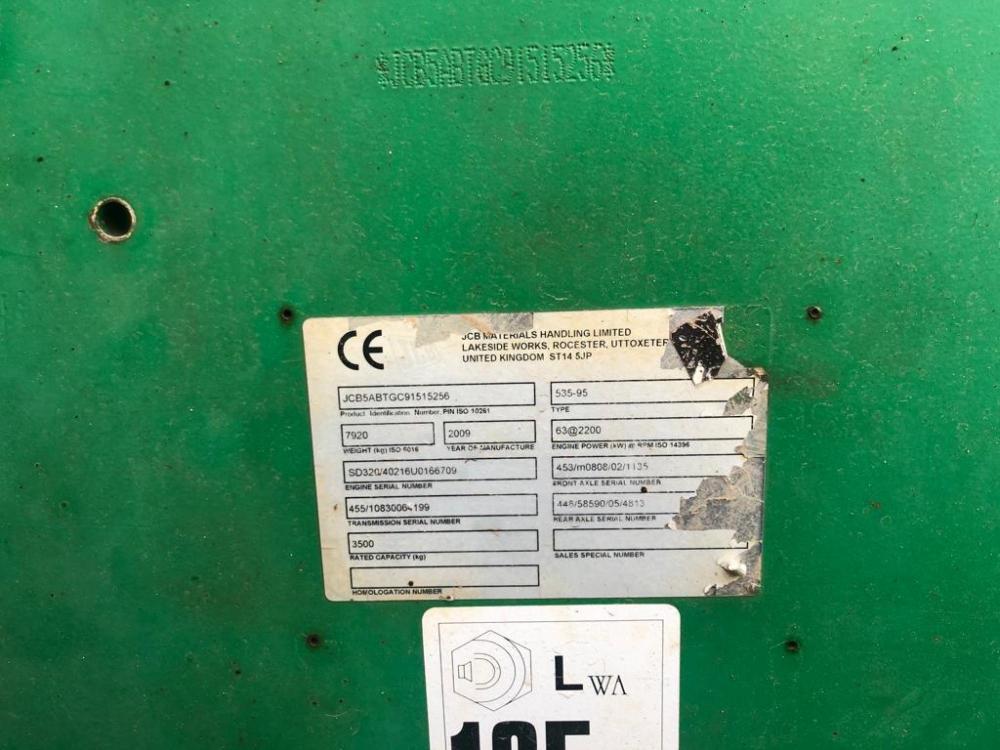 *JCB5ABTGC91515256*
CE
JCB MATERIALS HANDLING LIMITED
LAKESIDE WORKS, ROCESTER, UTTOXETER
UNITED KINGDOM ST14 5JP
JCB5ABTGC91515256
535-95
Product Identification Number, PIN ISO 10261
TYPE
7920
2009
63@2200
WEIGHT (kg) ISO 6016
YEAR OF MANUFACTURE
ENGINE POWER (kW) @ RPM ISO 14396
SD320/40216U0166709
453/m0808/02/1135
ENGINE SERIAL NUMBER
FRONT AXLE SERIAL NUMBER
TRANSMISSION SERIAL NUMBER
REAR AXLE SERIAL NUMBER
3500
RATED CAPACITY (kg)
SALES SPECIAL NUMBER
HOMOLOGATION NUMBER
LWA